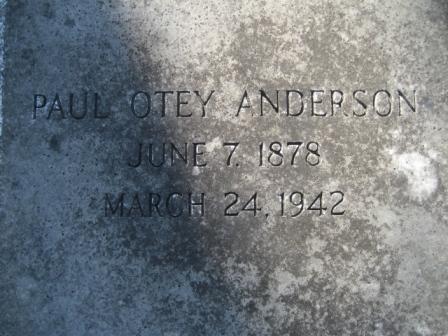 PAUL OTEY ANDERSON
JUNE 7, 1878
MARCH 24, 1942